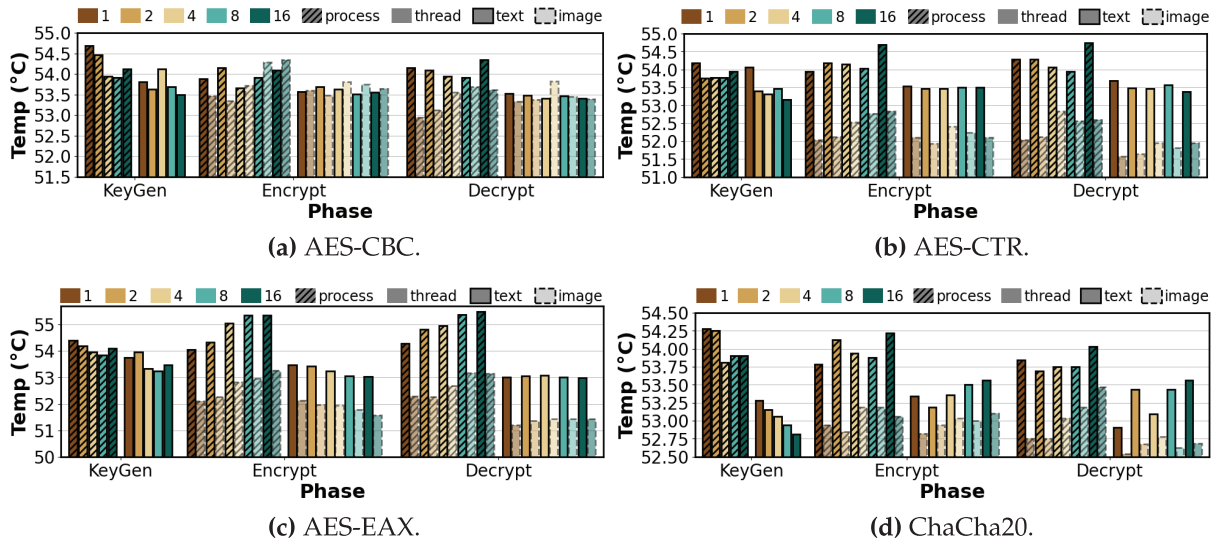 1 2 4 8 16 process thread text image
55.0
54.5
54.0
53.5
53.0
52.5
52.0
51.5
Temp (°C)
KeyGen Encrypt Decrypt
Phase
(a) AES-CBC.
1 2 4 8 16 process thread text image
55.0
54.5
54.0
53.5
53.0
52.5
52.0
51.5
51.0
Temp (°C)
KeyGen Encrypt Decrypt
Phase
(b) AES-CTR.
1 2 4 8 16 process thread text image
55
54
53
52
51
50
Temp (°C)
KeyGen Encrypt Decrypt
Phase
(c) AES-EAX.
1 2 4 8 16 process thread text image
54.50
54.25
54.00
53.75
53.50
53.25
53.00
52.75
52.50
Temp (°C)
KeyGen Encrypt Decrypt
Phase
(d) ChaCha20.